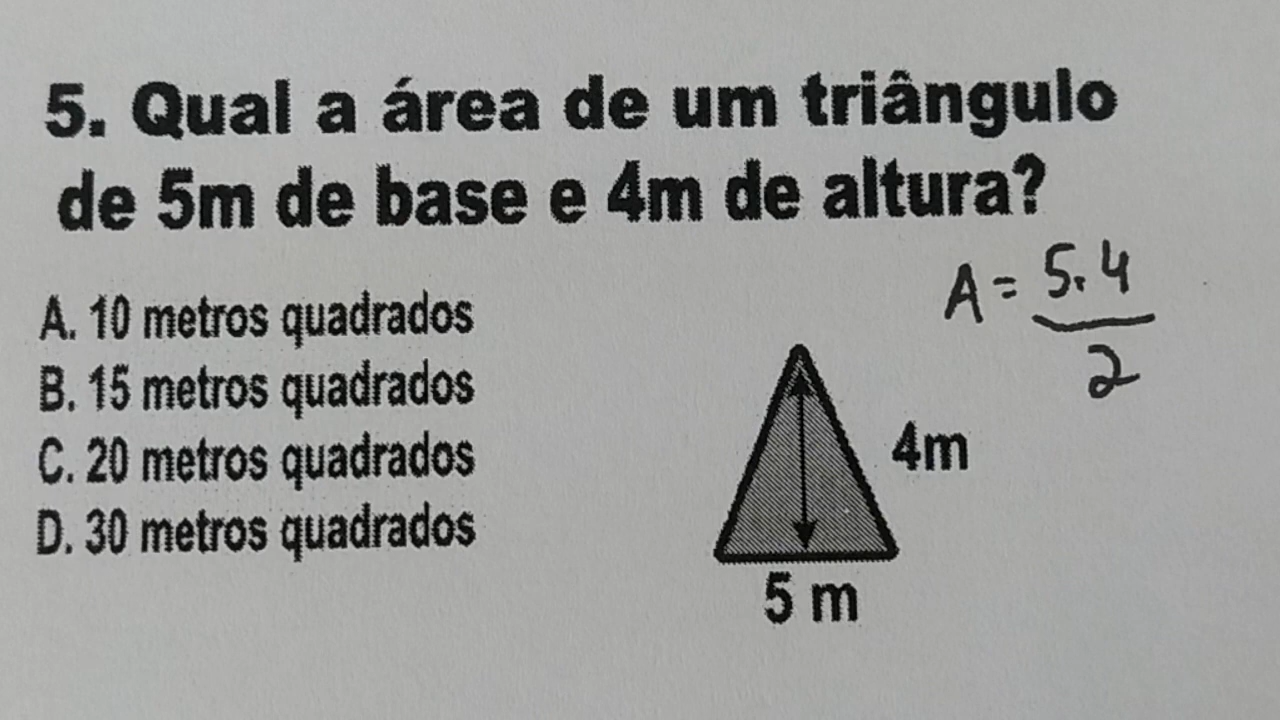 5. Qual a área de um triângulo
de 5m de base e 4m de altura?
A = 5.4
2
A. 10 metros quadrados
B. 15 metros quadrados
C. 20 metros quadrados
D. 30 metros quadrados
4m
5 m